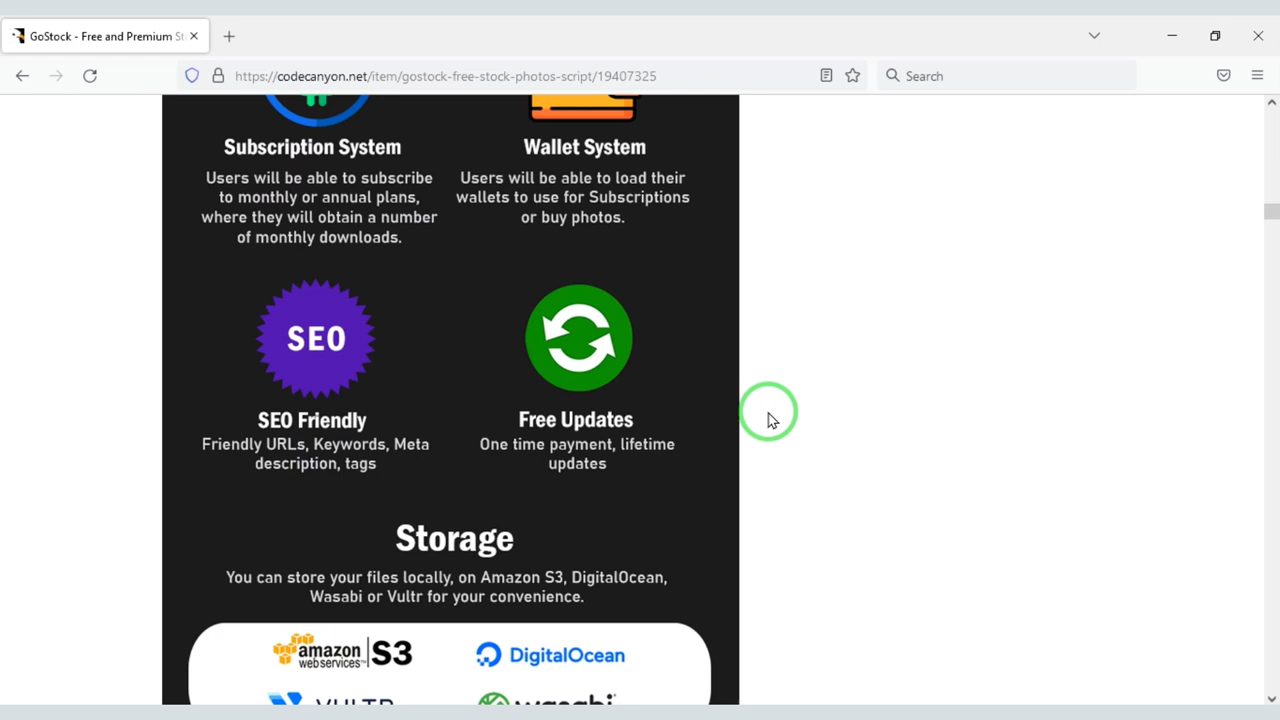 GoStock - Free and Premium St
https://codecanyon.net/item/gostock-free-stock-photos-script/19407325
Search
Subscription System
Users will be able to subscribe
to monthly or annual plans,
where they will obtain a number
of monthly downloads.
Wallet System
Users will be able to load their
wallets to use for Subscriptions
or buy photos.
SEO
SEO Friendly
Friendly URLs, Keywords, Meta
description, tags
Free Updates
One time payment, lifetime
updates
Storage
You can store your files locally, on Amazon S3, DigitalOcean,
Wasabi or Vultr for your convenience.
amazon
webservices™
S3
DigitalOcean
VULTR
wasabi